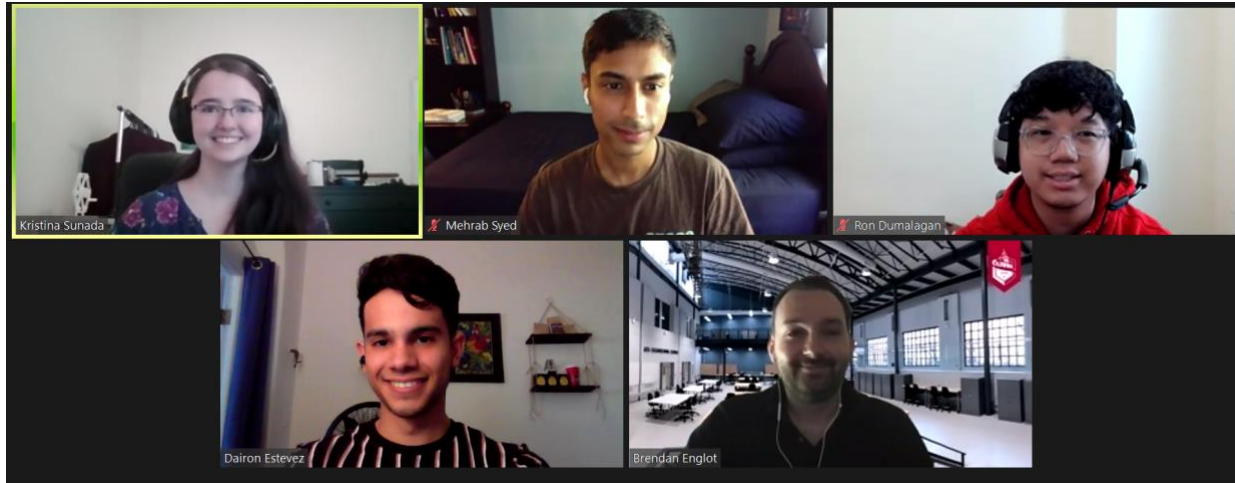 Kristina Sunada
Mehrab Syed
Ron Dumalagan
Dairon Estevez
Brendan Englot